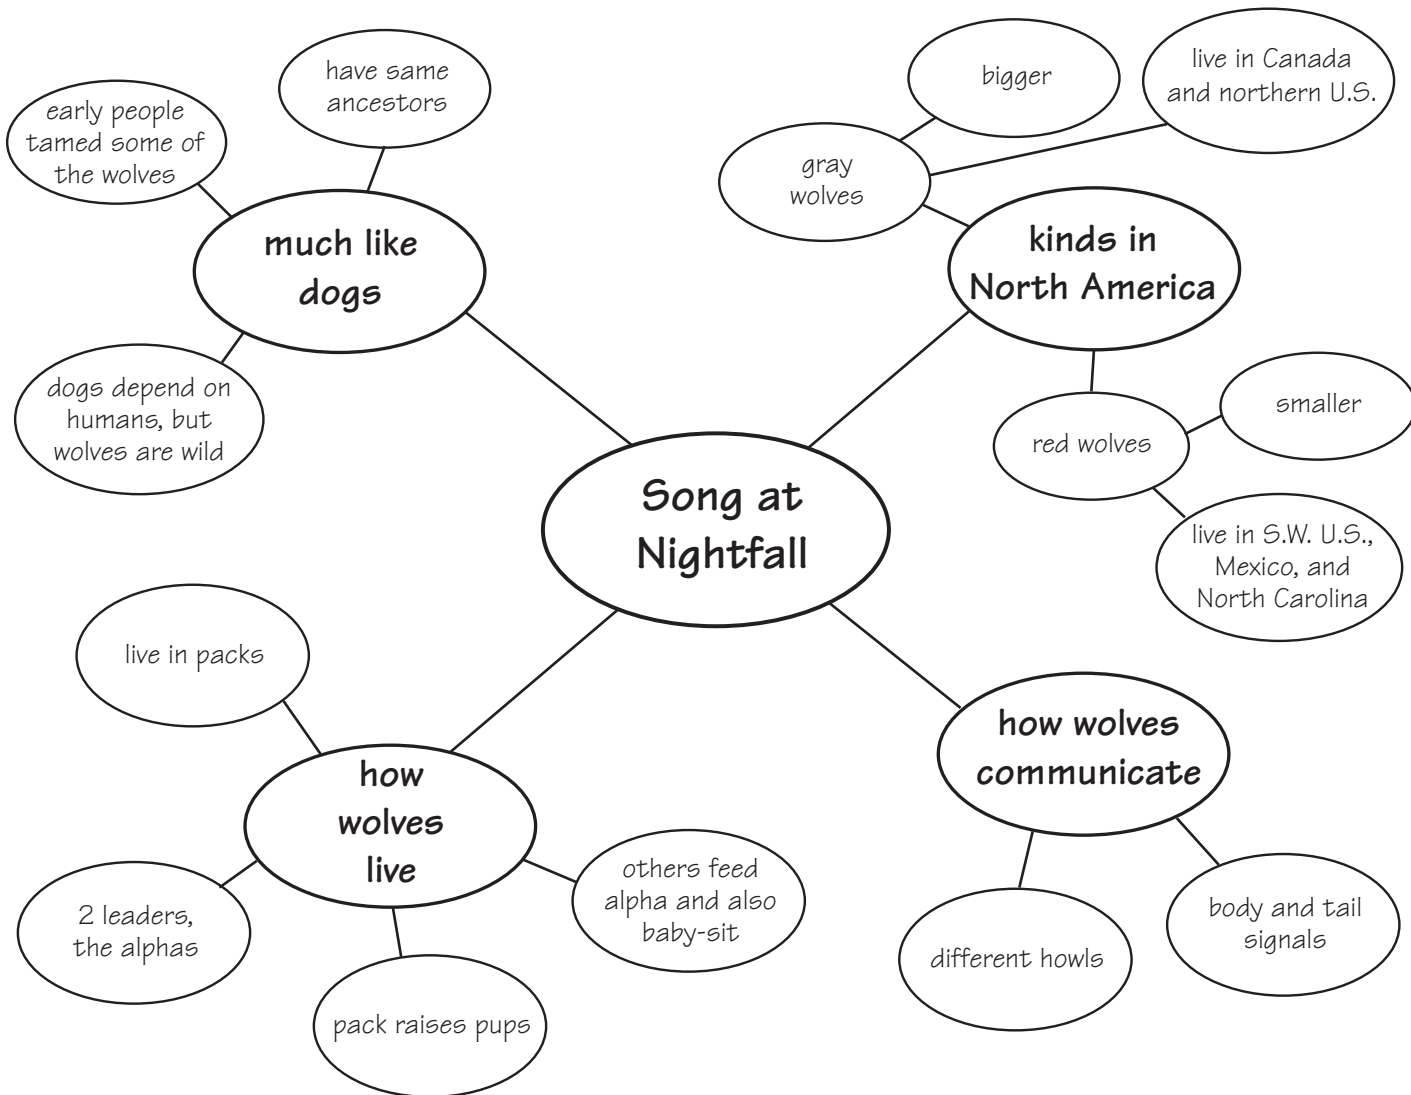 have same
ancestors
early people
tamed some of
the wolves
much like
dogs
dogs depend on
humans, but
wolves are wild
bigger
live in Canada
and northern U.S.
gray
wolves
kinds in
North America
smaller
red wolves
live in S.W. U.S.,
Mexico, and
North Carolina
Song at
Nightfall
live in packs
how
wolves
live
2 leaders,
the alphas
others feed
alpha and also
baby-sit
pack raises pups
how wolves
communicate
different howls
body and tail
signals